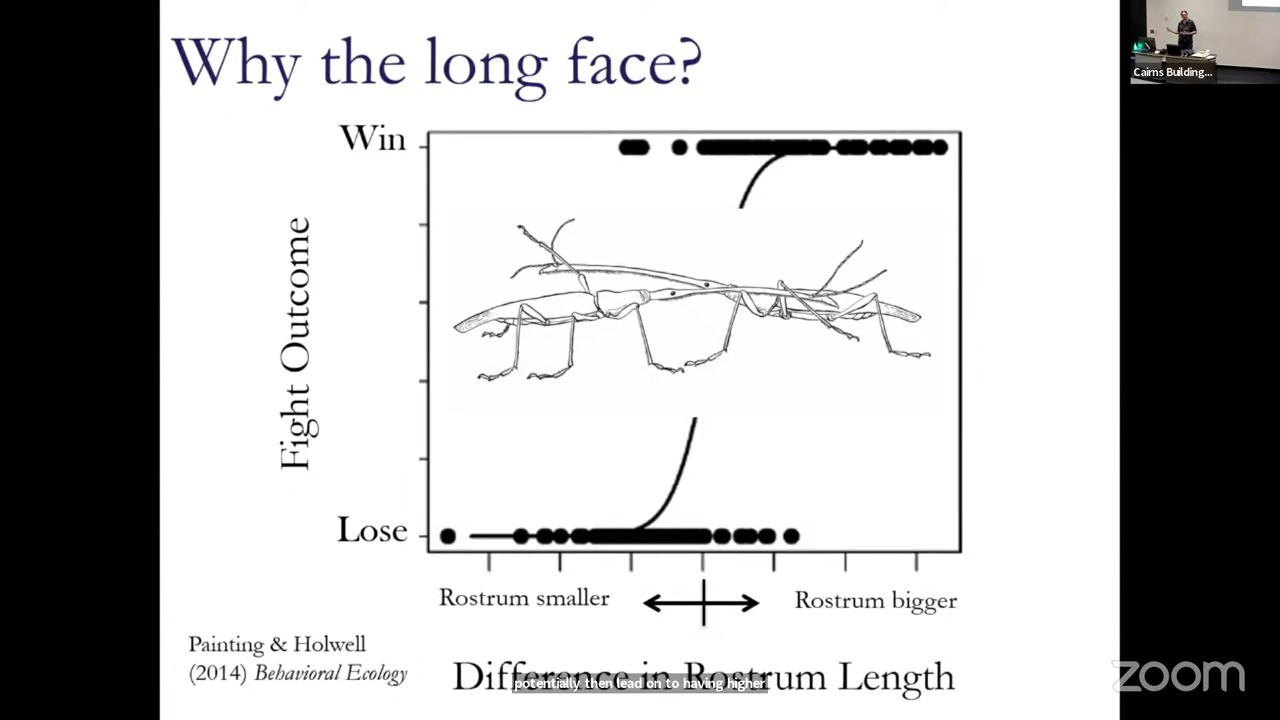 Why the long face?
Cairns Building...
Win
Fight Outcome
Lose
Rostrum smaller
Rostrum bigger
Painting & Holwell
(2014) Behavioral Ecology
Difference in Rostrum Length
potentially then lead on to having higher
zoom